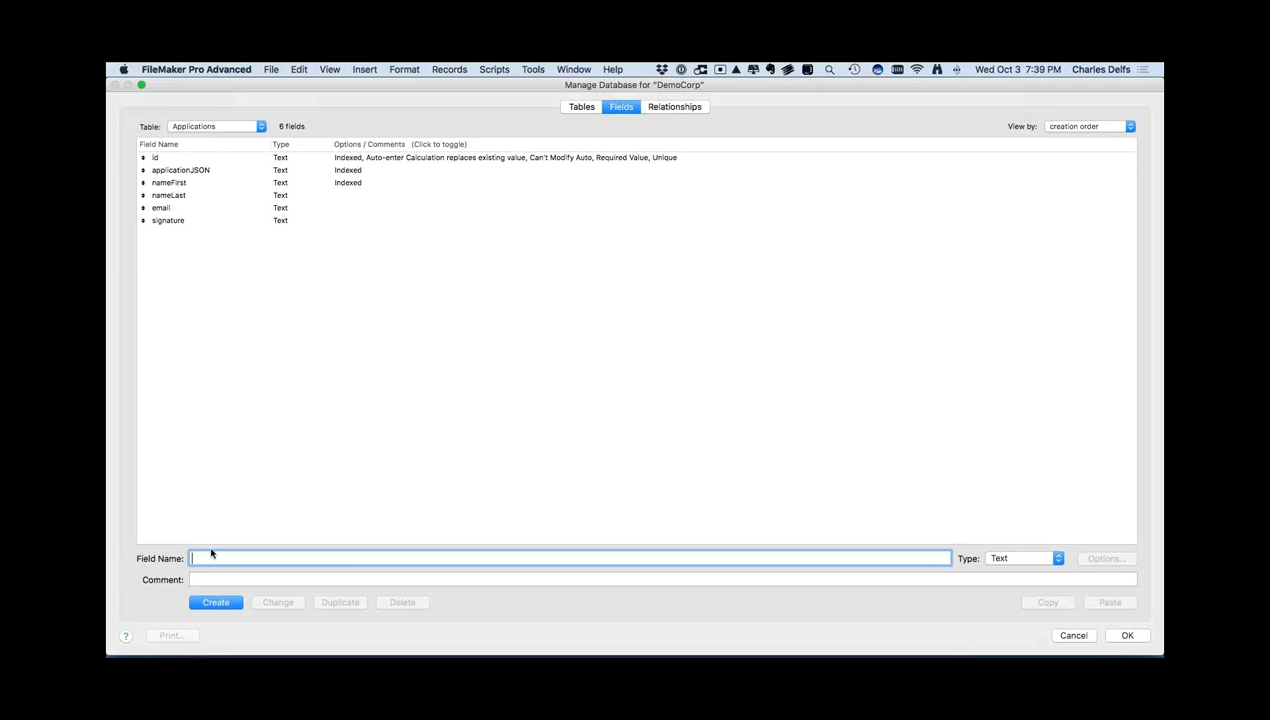 FileMaker Pro Advanced File Edit View Insert Format Records Scripts Tools Window Help Wed Oct 3 7:39 PM Charles Delfs
Manage Database for “DemoCorp”
Tables Fields Relationships
Table: Applications 6 fields View by: creation order
Field Name Type Options / Comments (Click to toggle)
id Text Indexed, Auto-enter Calculation replaces existing value, Can't Modify Auto, Required Value, Unique
applicationJSON Text Indexed
nameFirst Text Indexed
nameLast Text
email Text
signature Text
Field Name: Type: Text Options...
Comment:
Create Change Duplicate Delete Copy Paste
? Print... Cancel OK